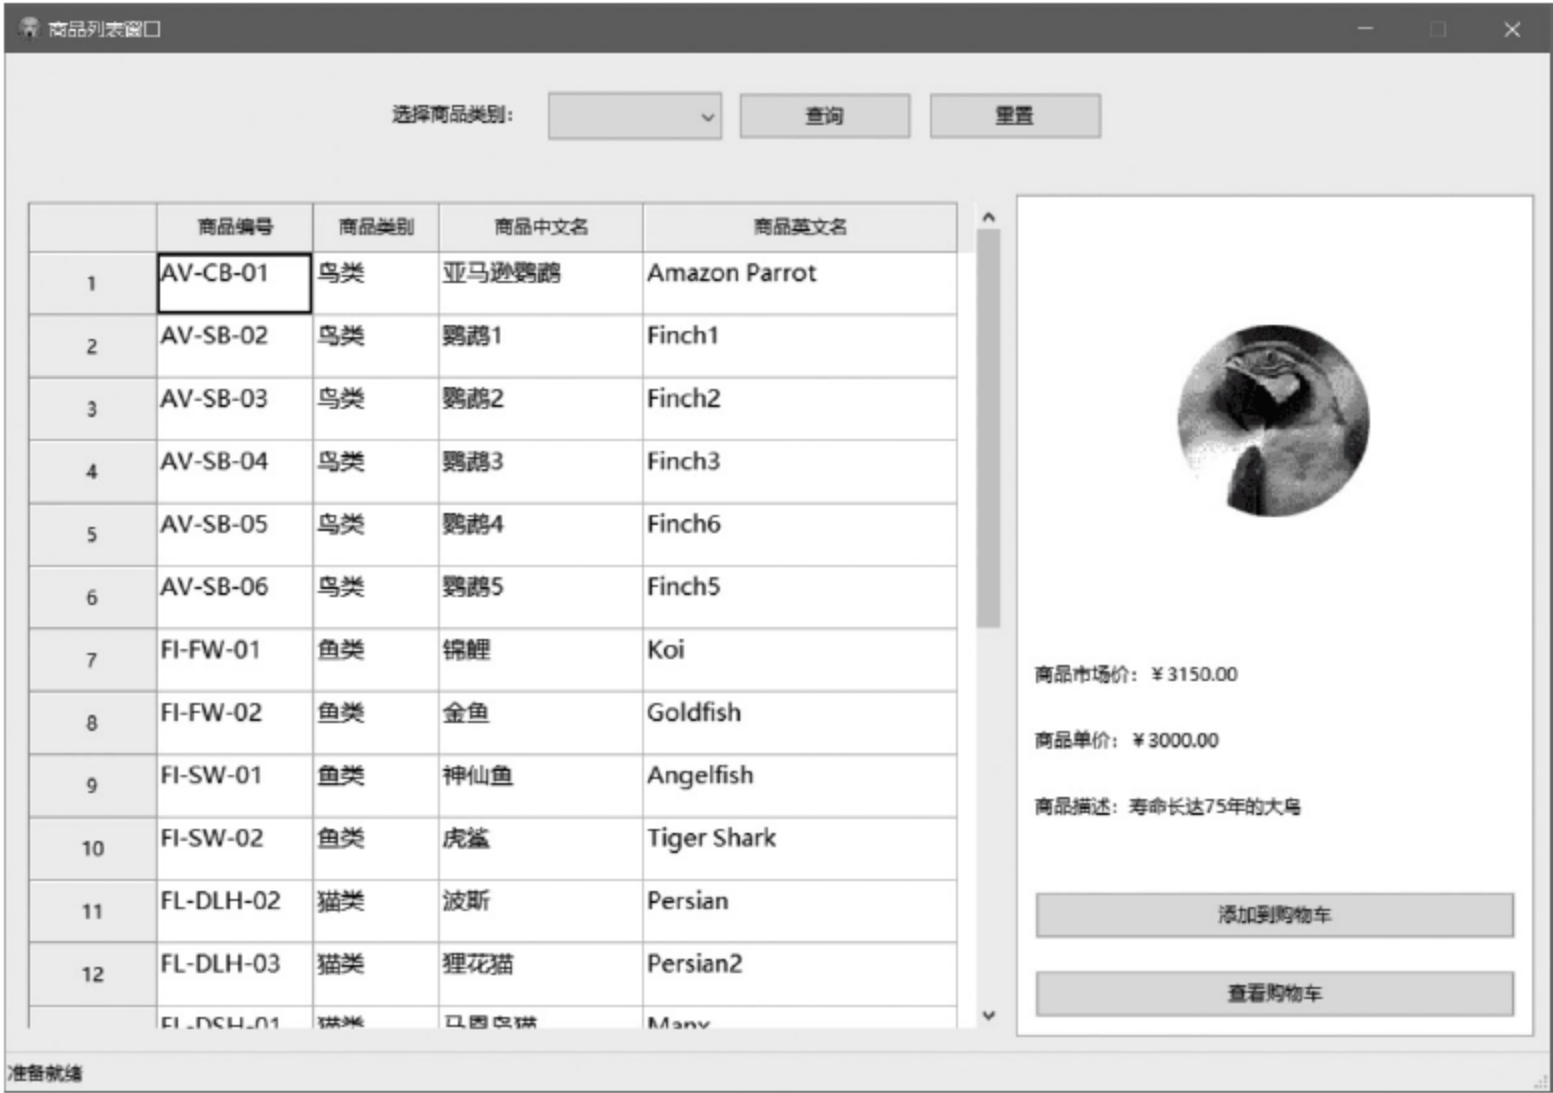 商品列表窗口
选择商品类别: 查询 重置
商品编号 商品类别 商品中文名 商品英文名
1 AV-CB-01 鸟类 亚马逊鹦鹉 Amazon Parrot
2 AV-SB-02 鸟类 鹦鹉1 Finch1
3 AV-SB-03 鸟类 鹦鹉2 Finch2
4 AV-SB-04 鸟类 鹦鹉3 Finch3
5 AV-SB-05 鸟类 鹦鹉4 Finch6
6 AV-SB-06 鸟类 鹦鹉5 Finch5
7 FI-FW-01 鱼类 锦鲤 Koi
8 FI-FW-02 鱼类 金鱼 Goldfish
9 FI-SW-01 鱼类 神仙鱼 Angelfish
10 FI-SW-02 鱼类 虎鲨 Tiger Shark
11 FL-DLH-02 猫类 波斯 Persian
12 FL-DLH-03 猫类 狸花猫 Persian2
FL-DSH-01 猫类 马恩岛猫 Manx
商品市场价: ¥3150.00
商品单价: ¥3000.00
商品描述: 寿命长达75年的大鸟
添加到购物车
查看购物车
准备就绪